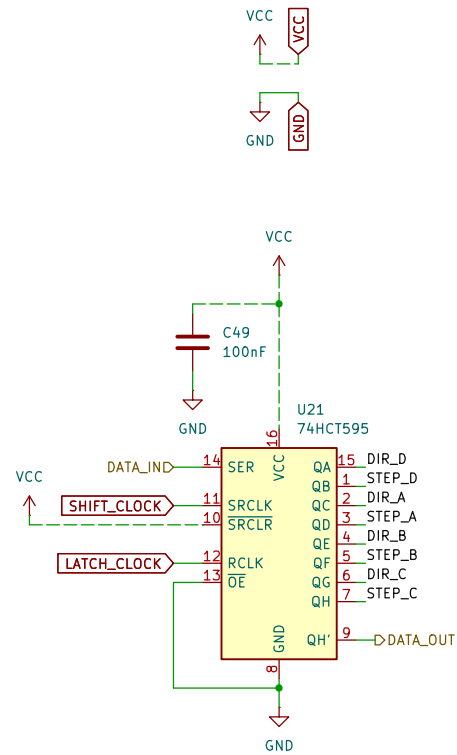 VCC
VCC
GND
GND
VCC
C49
100nF
GND
U21
74HCT595
16
VCC
DATA_IN
14
SER
QA
15
DIR_D
QB
1
STEP_D
VCC
SHIFT_CLOCK
11
SRCLK
QC
2
DIR_A
10
SRCLR
QD
3
STEP_A
QE
4
DIR_B
LATCH_CLOCK
12
RCLK
QF
5
STEP_B
13
OE
QG
6
DIR_C
QH
7
STEP_C
GND
8
QH'
9
DATA_OUT
GND